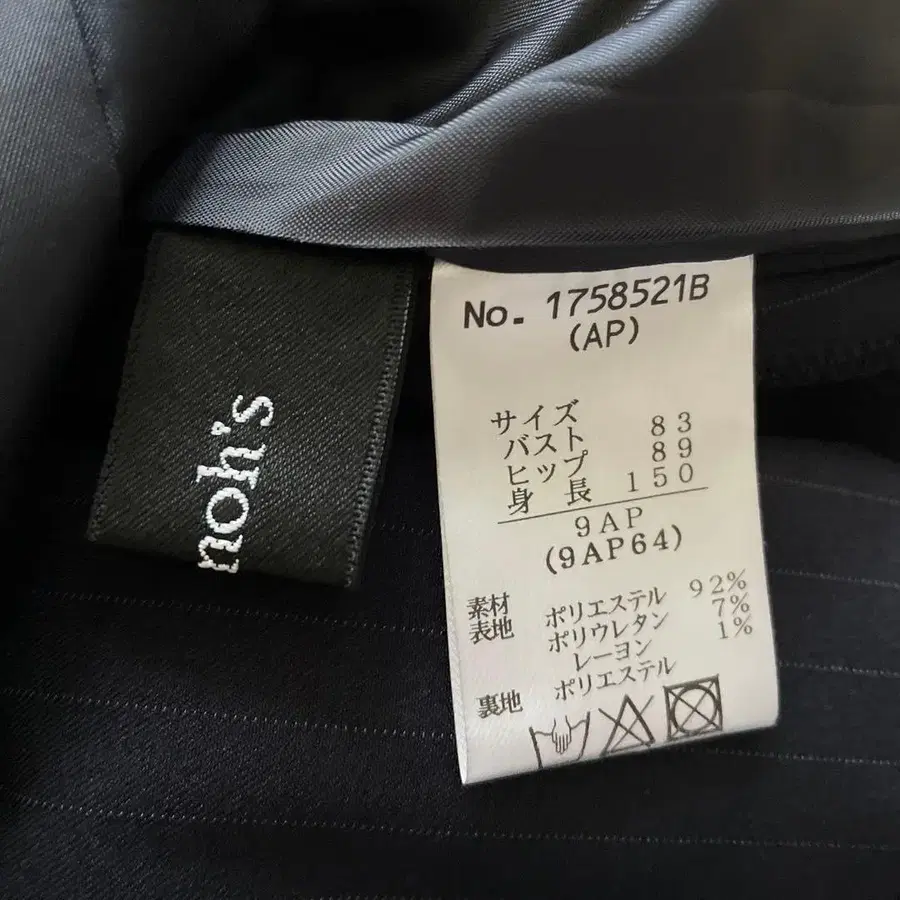 noh's
No. 1758521B
(AP)
サイズ
バスト 83
ヒップ 89
身長 150
9AP
(9AP64)
素材
表地 ポリエステル 92%
ポリウレタン 7%
レーヨン 1%
裏地 ポリエステル